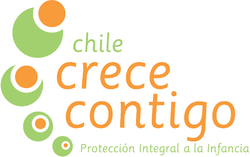 chile
crece
contigo
Protección Integral a la Infancia